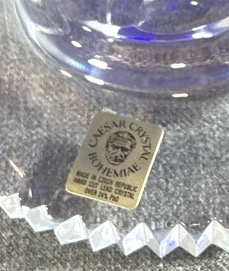 CAESAR CRYSTAL
BOHEMIAE
MADE IN CZECH REPUBLIC
HAND CUT LEAD CRYSTAL
OVER 24% PbO